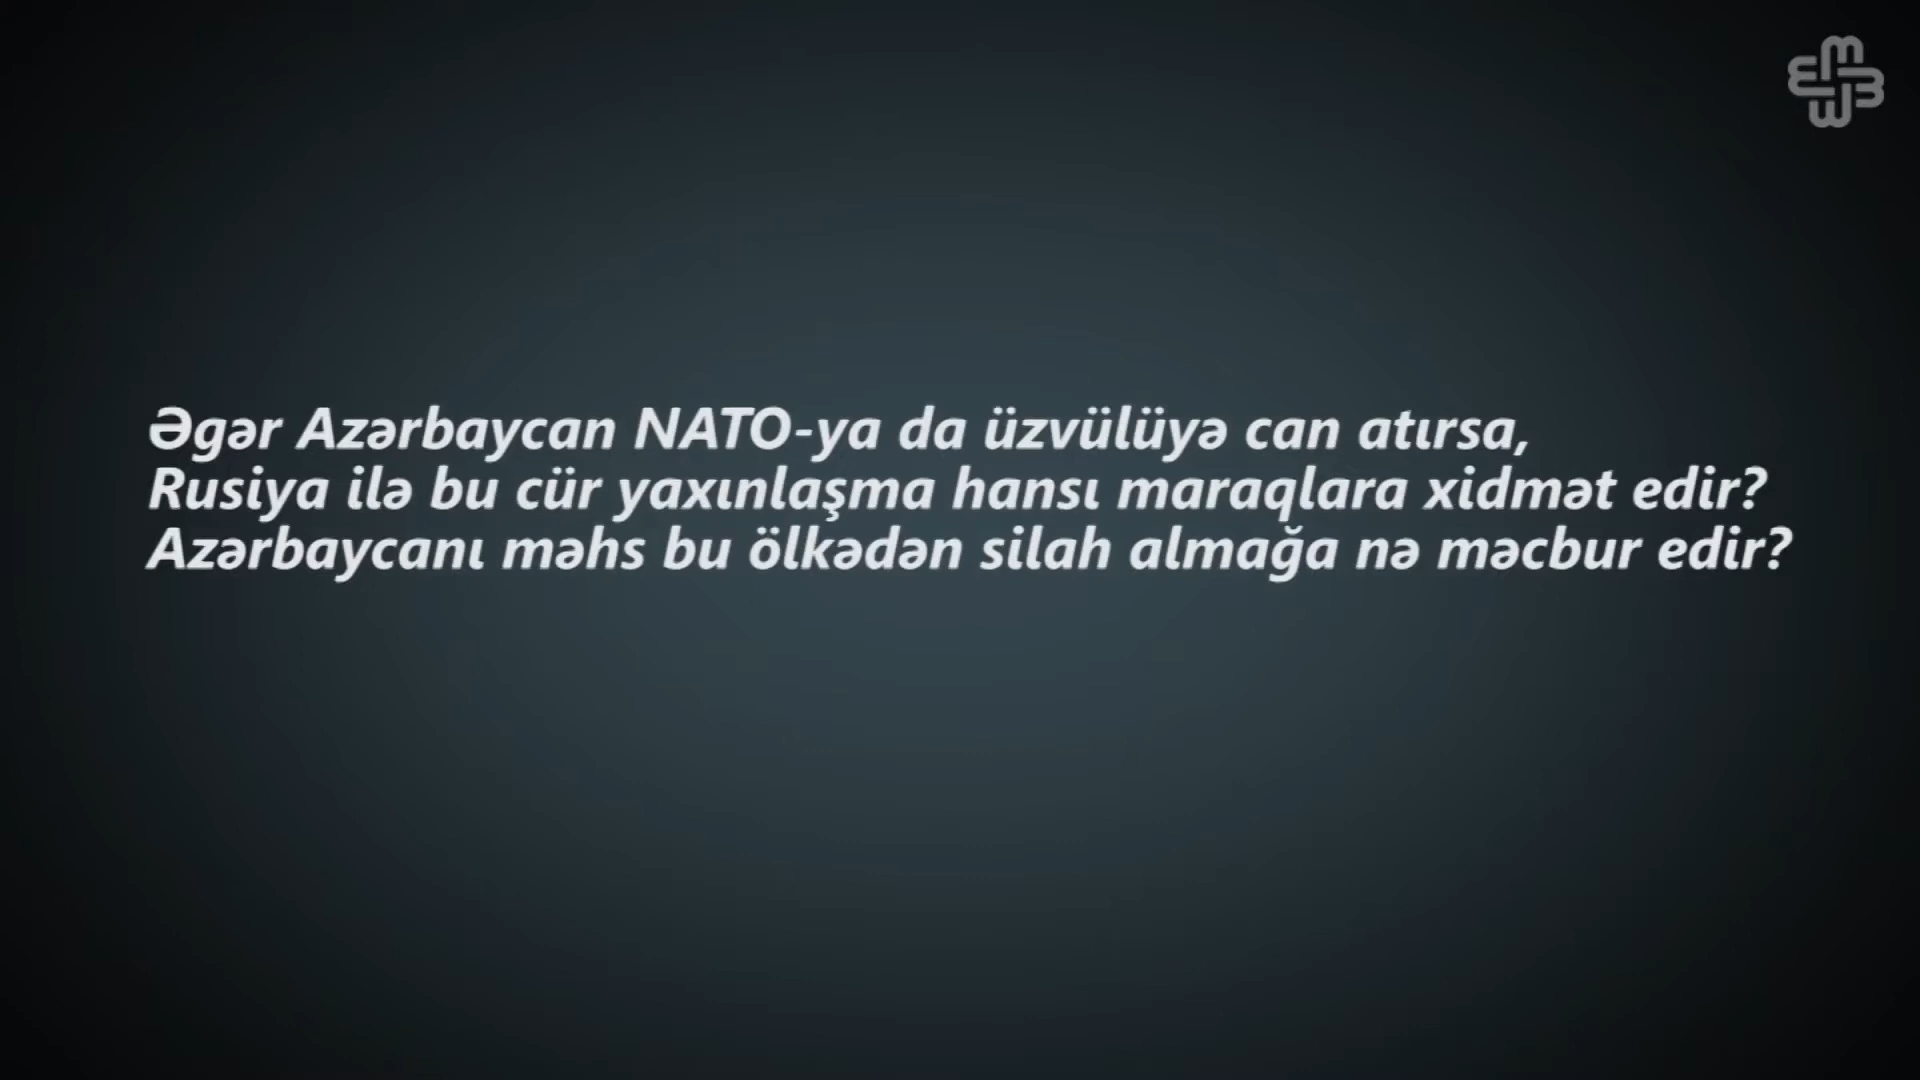 Əgər Azərbaycan NATO-ya da üzvülüyə can atırsa,
Rusiya ilə bu cür yaxınlaşma hansı maraqlara xidmət edir?
Azərbaycanı məhs bu ölkədən silah almağa nə məcbur edir?